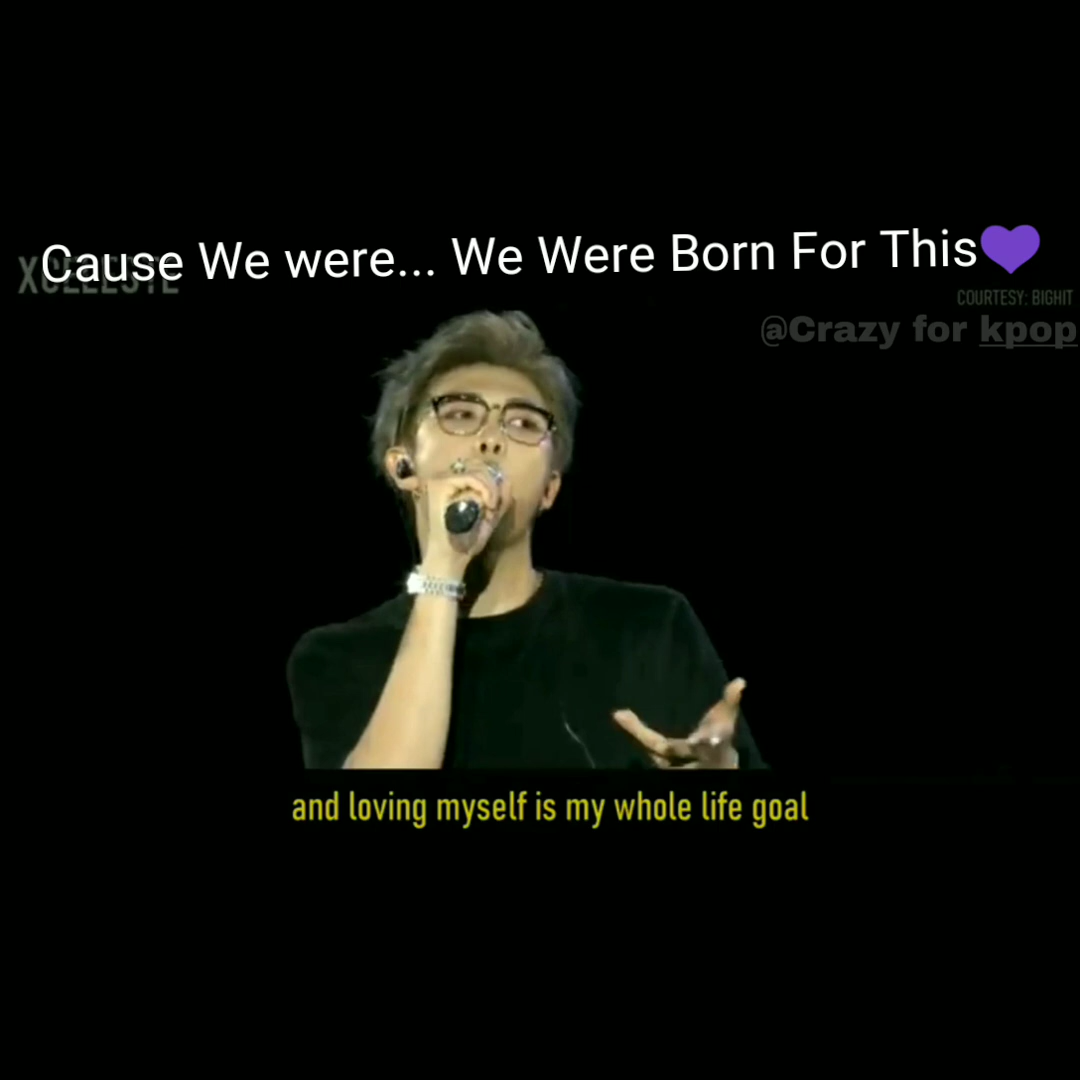 Cause We were... We Were Born For This💜
XCELESTE
COURTESY: BIGHIT
@Crazy for kpop
and loving myself is my whole life goal